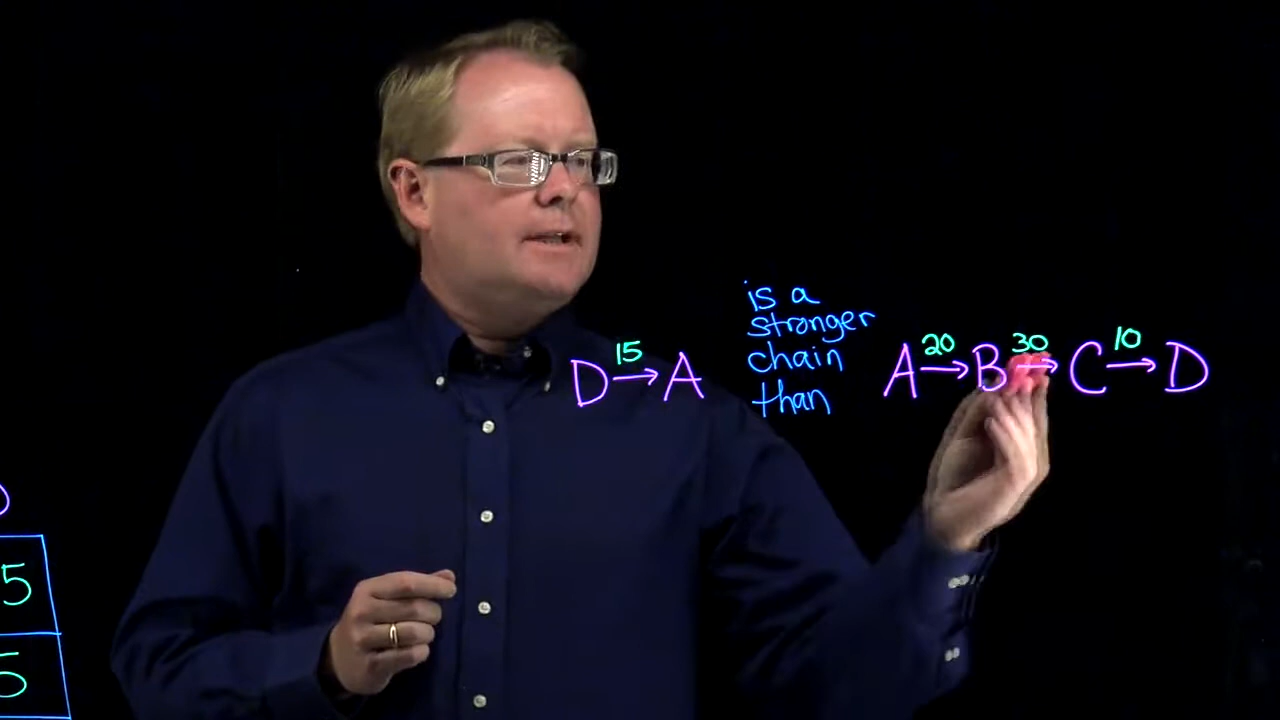 15
D → A
is a
stronger
chain
than
20 30 10
A → B → C → D
5
5